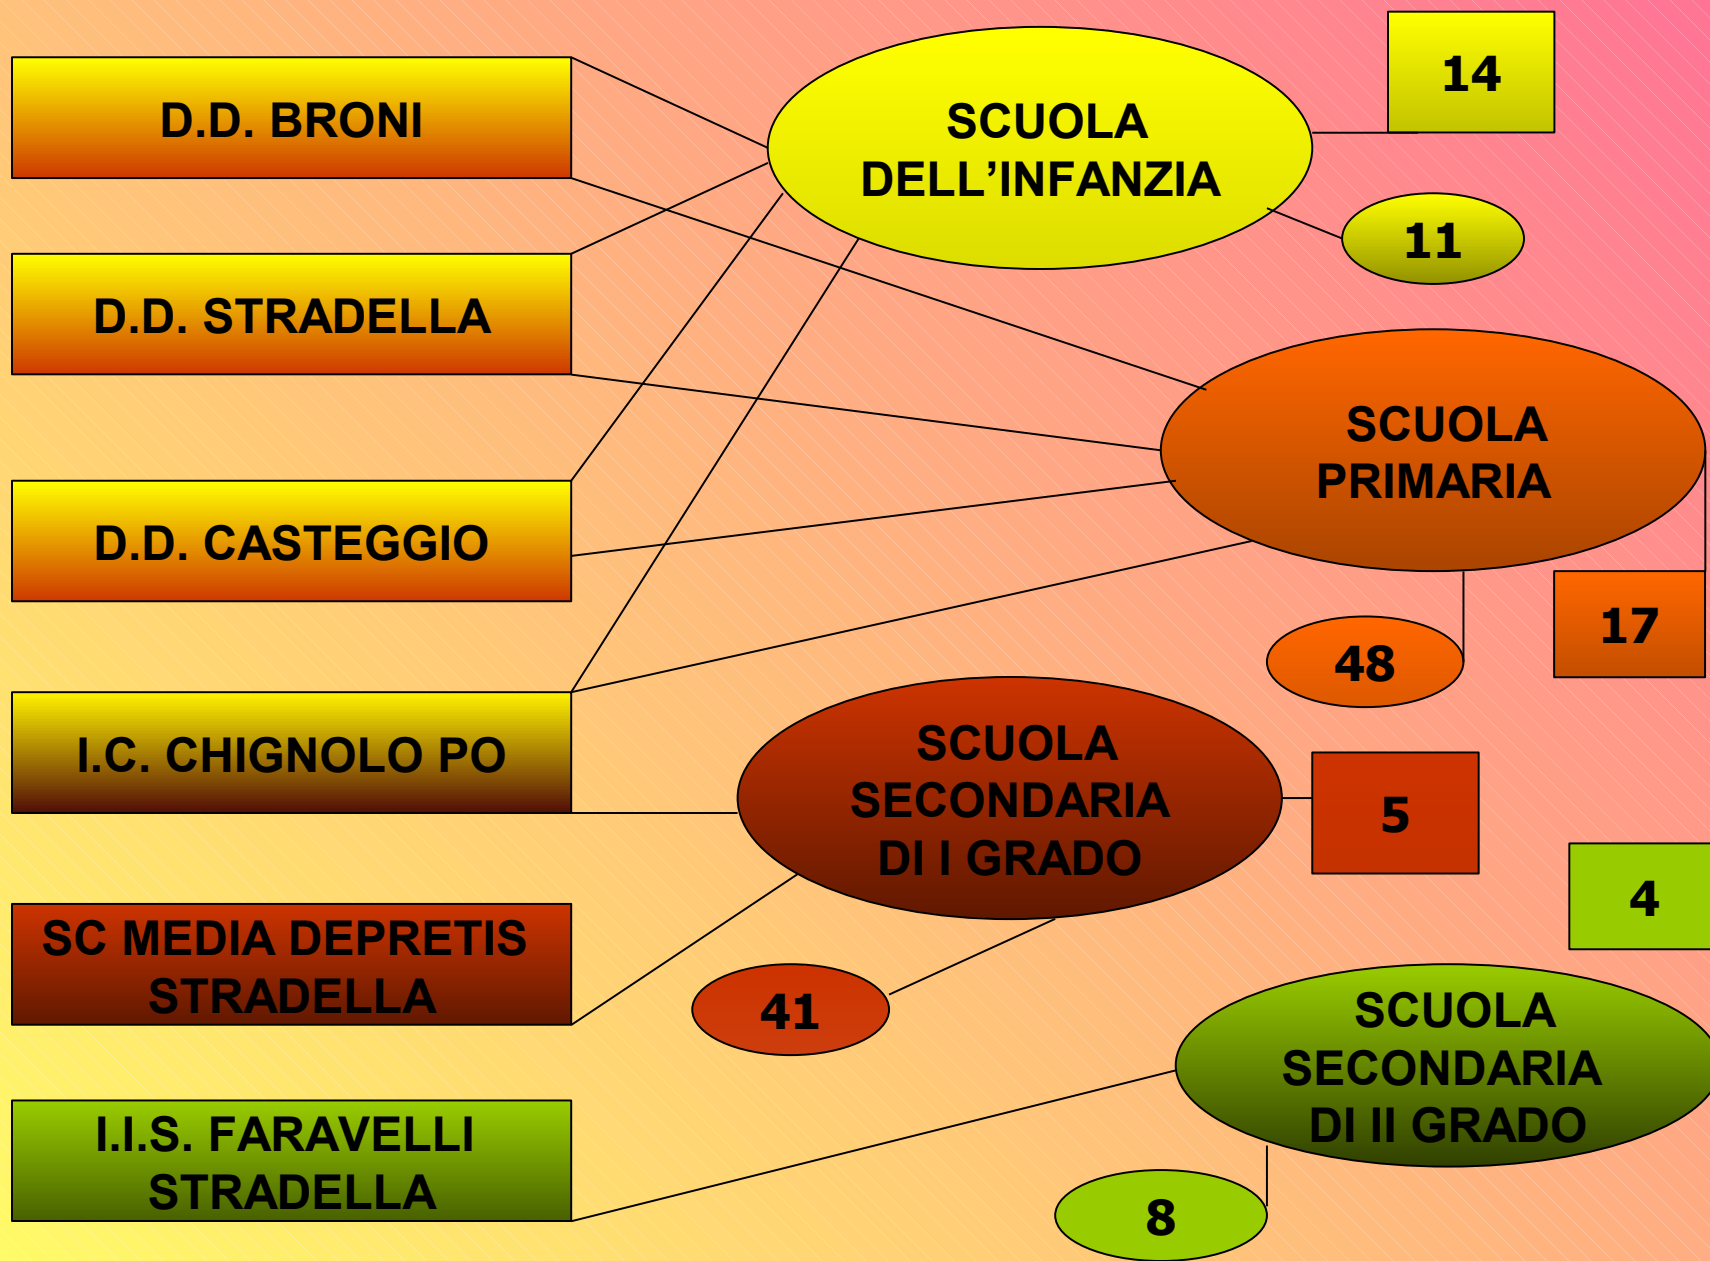 D.D. BRONI
D.D. STRADELLA
D.D. CASTEGGIO
I.C. CHIGNOLO PO
SC MEDIA DEPRETIS
STRADELLA
I.I.S. FARAVELLI
STRADELLA
SCUOLA
DELL’INFANZIA
14
11
SCUOLA
PRIMARIA
48
17
SCUOLA
SECONDARIA
DI I GRADO
5
41
4
SCUOLA
SECONDARIA
DI II GRADO
8